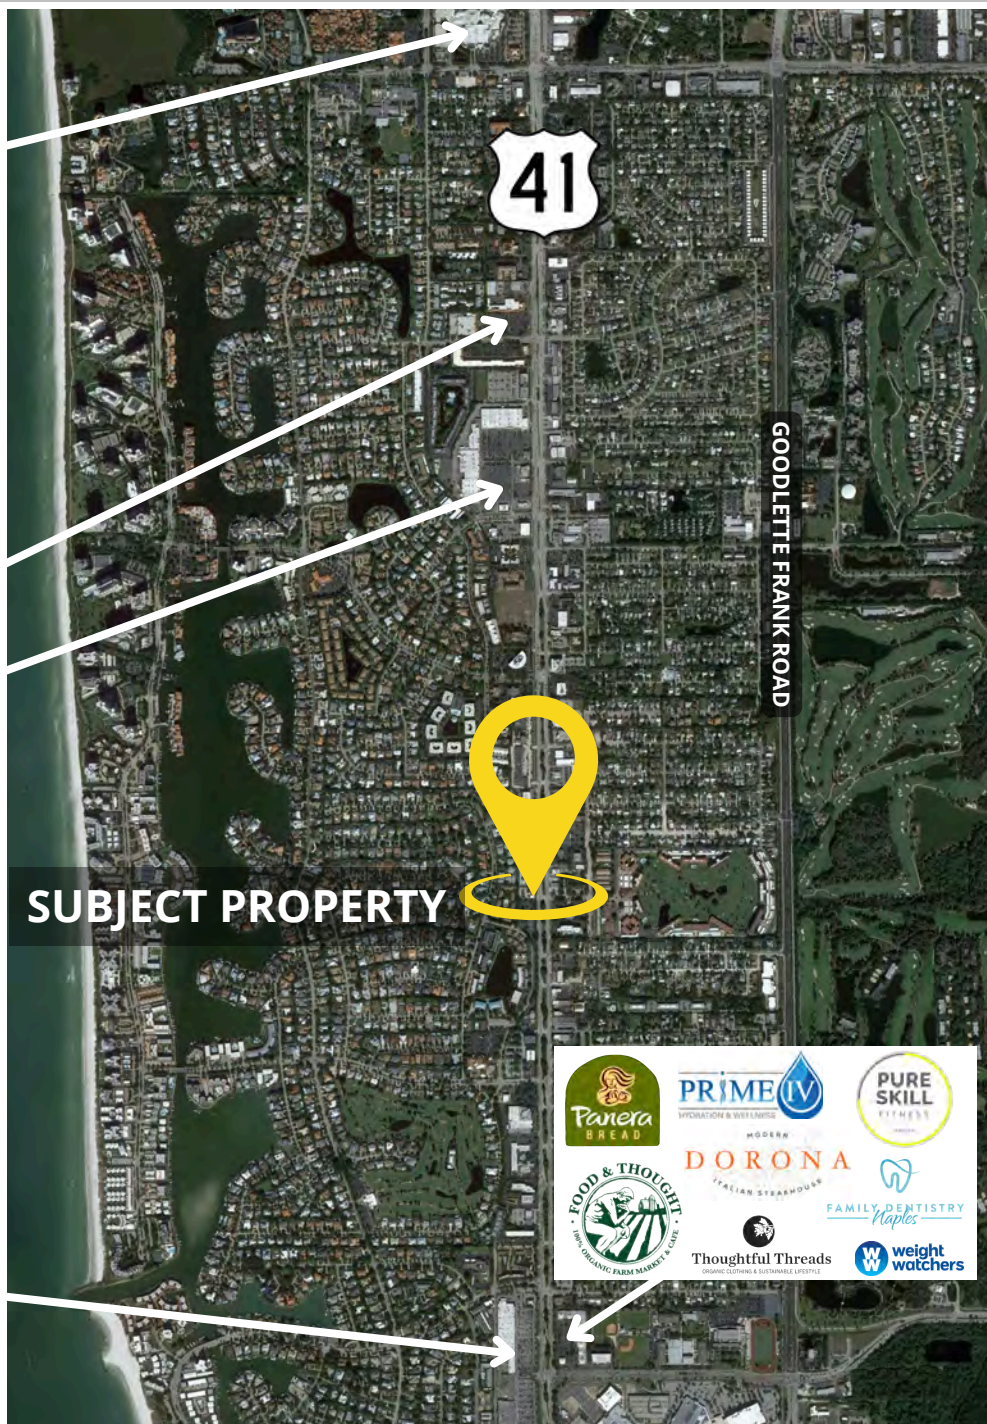 41
GOODLETTE FRANK ROAD
SUBJECT PROPERTY
Panera
BREAD
PRIME IV
HYDRATION & WELLNESS
PURE
SKILL
FITNESS
MODERN
DORONA
ITALIAN STEAKHOUSE
FOOD & THOUGHT
100% ORGANIC FARM MARKET & CAFE
FAMILY DENTISTRY
Naples
Thoughtful Threads
ORGANIC CLOTHING & SUSTAINABLE LIFESTYLE
W
W
weight
watchers